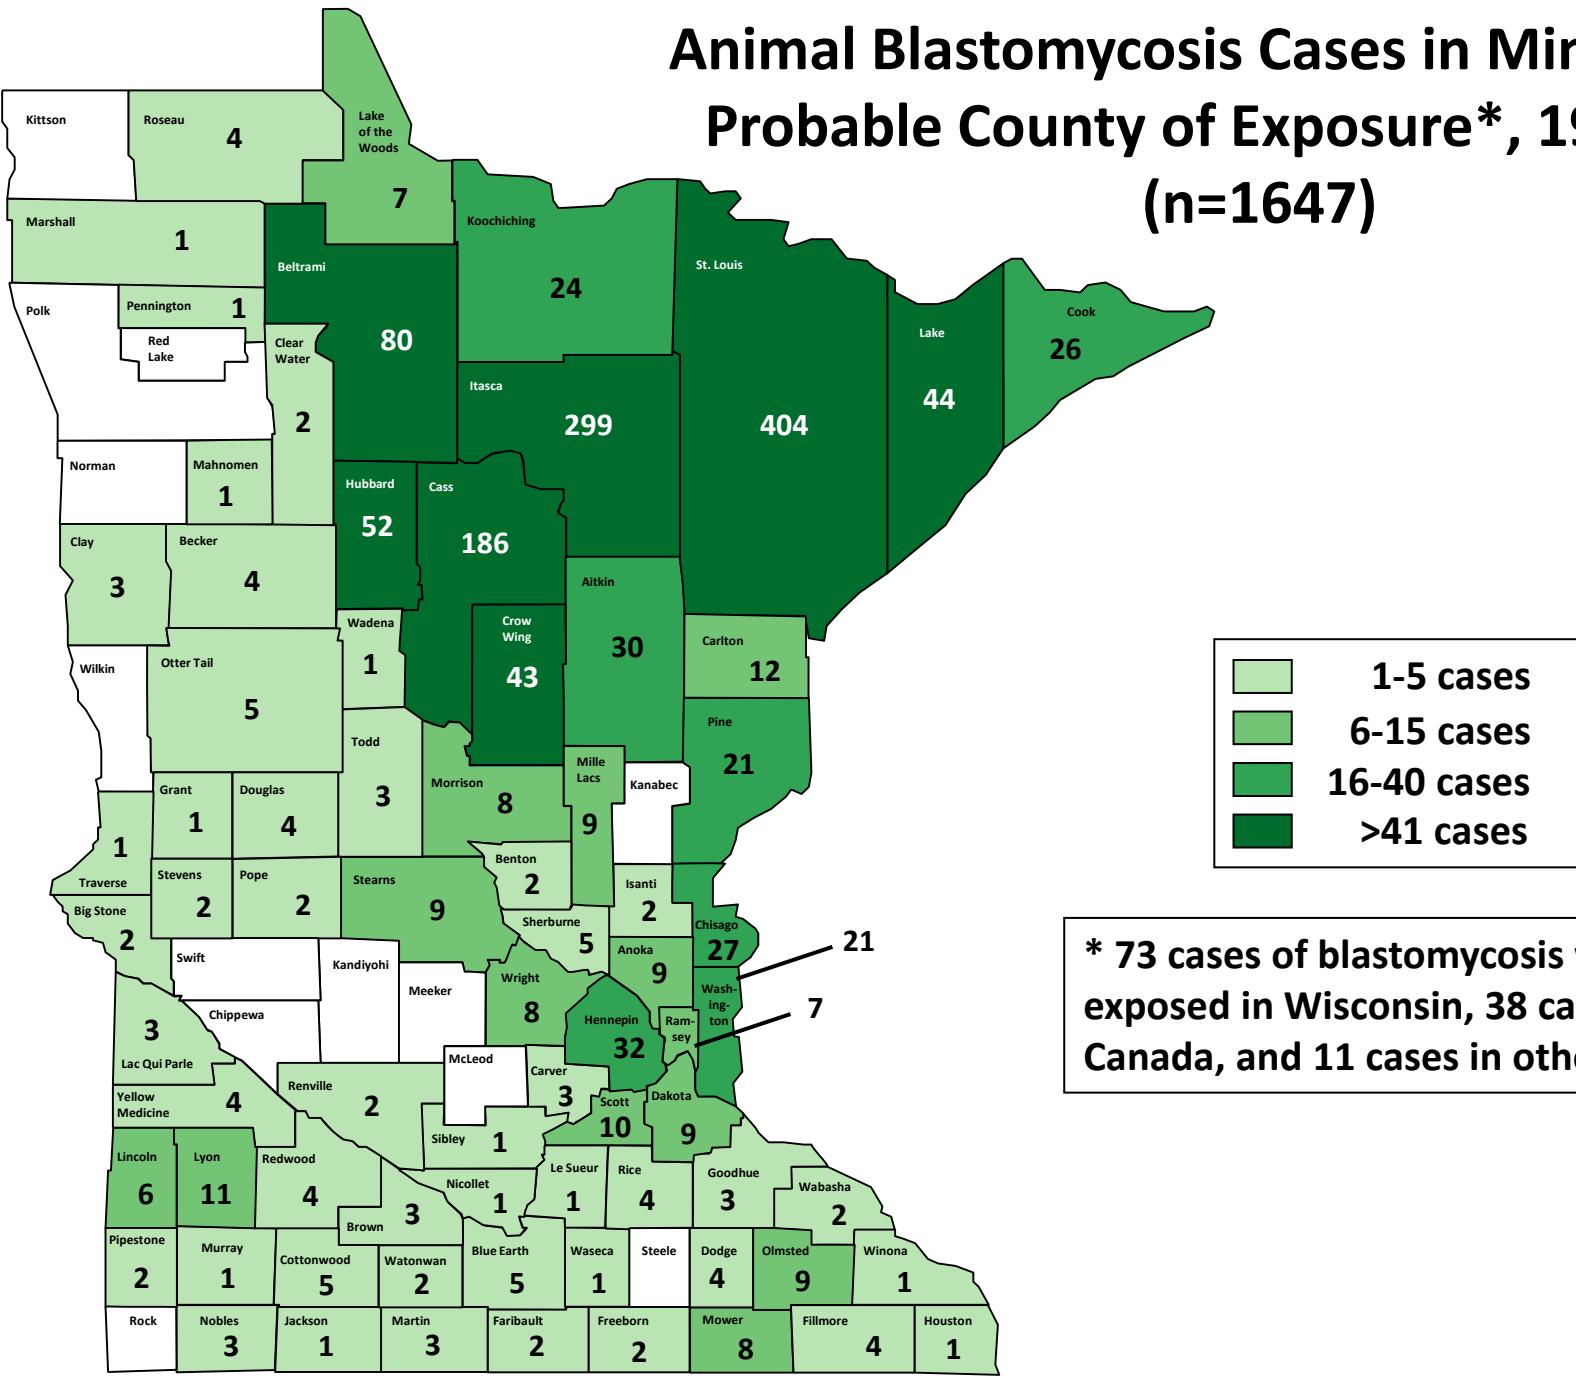 Animal Blastomycosis Cases in
Probable County of Exposure*,
(n=1647)
Kittson
Roseau
4
Lake
of the
Woods
7
Marshall
1
Koochiching
24
St. Louis
404
Beltrami
80
Polk
Pennington
1
Red
Lake
Clear
Water
2
Lake
44
Cook
26
Itasca
299
Norman
Mahnomen
1
Hubbard
52
Cass
186
Clay
3
Becker
4
Aitkin
30
Wadena
1
Crow
Wing
43
Carlton
12
Wilkin
Otter Tail
5
Pine
21
Todd
3
Morrison
8
Mille
Lacs
9
Kanabec
Grant
1
Douglas
4
1
Traverse
Stevens
2
Pope
2
Stearns
9
Benton
2
Isanti
2
Big Stone
2
Sherburne
5
Chisago
27
Anoka
9
21
Swift
Kandiyohi
Meeker
Wright
8
Wash-
ing-
ton
7
Chippewa
Hennepin
32
Ram-
sey
3
Lac Qui Parle
McLeod
Carver
3
Yellow
Medicine
4
Renville
2
Scott
10
Dakota
9
Sibley
1
Lincoln
6
Lyon
11
Redwood
4
Nicollet
1
Le Sueur
1
Rice
4
Goodhue
3
Wabasha
2
Brown
3
Pipestone
2
Murray
1
Cottonwood
5
Watonwan
2
Blue Earth
5
Waseca
1
Steele
Dodge
4
Olmsted
9
Winona
1
Rock
Nobles
3
Jackson
1
Martin
3
Faribault
2
Freeborn
2
Mower
8
Fillmore
4
Houston
1
1-5 cases
6-15 cases
16-40 cases
>41 cases
* 73 cases of blastomycosis
exposed in Wisconsin, 38
Canada, and 11 cases in